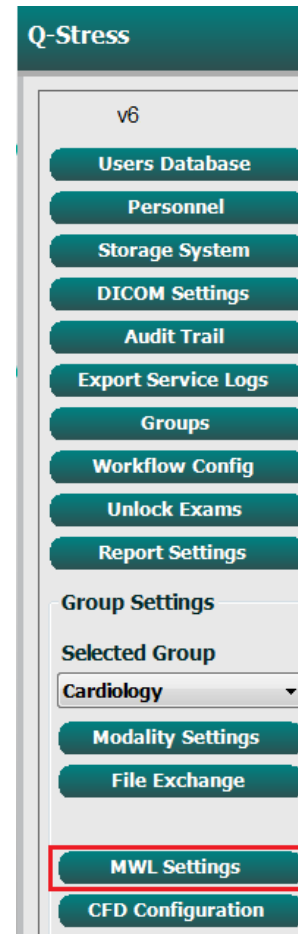 Q-Stress
v6
Users Database
Personnel
Storage System
DICOM Settings
Audit Trail
Export Service Logs
Groups
Workflow Config
Unlock Exams
Report Settings
Group Settings
Selected Group
Cardiology
Modality Settings
File Exchange
MWL Settings
CFD Configuration